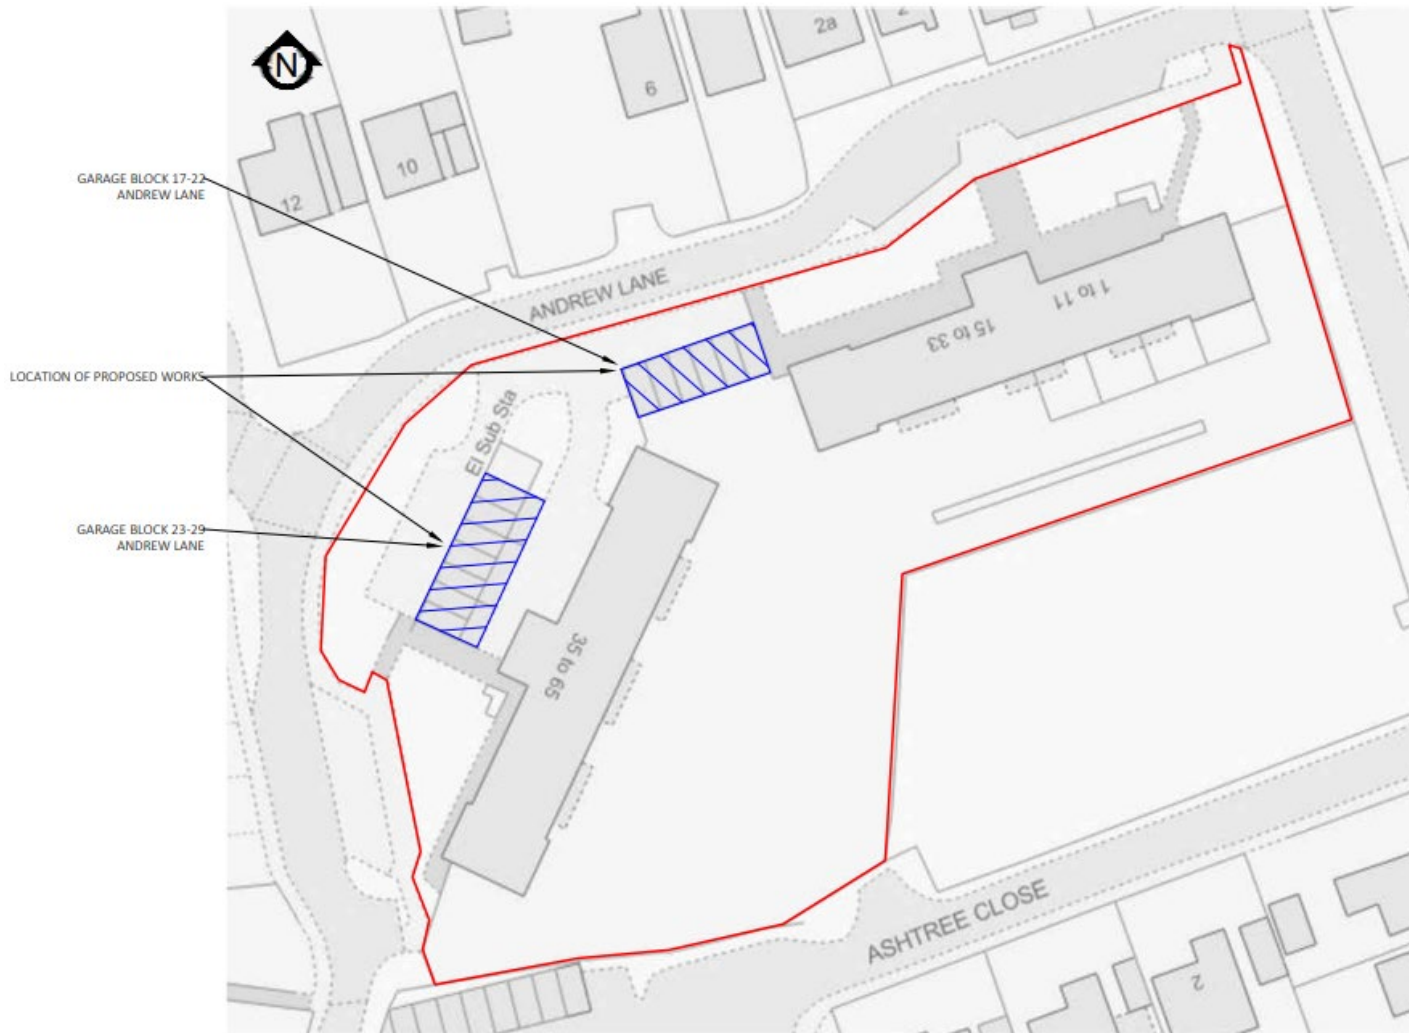 N
2a
2
6
10
12
GARAGE BLOCK 17-22
ANDREW LANE
ANDREW LANE
1 to 11
15 to 33
LOCATION OF PROPOSED WORKS
El Sub Sta
GARAGE BLOCK 23-29
ANDREW LANE
35 to 65
ASHTREE CLOSE
2